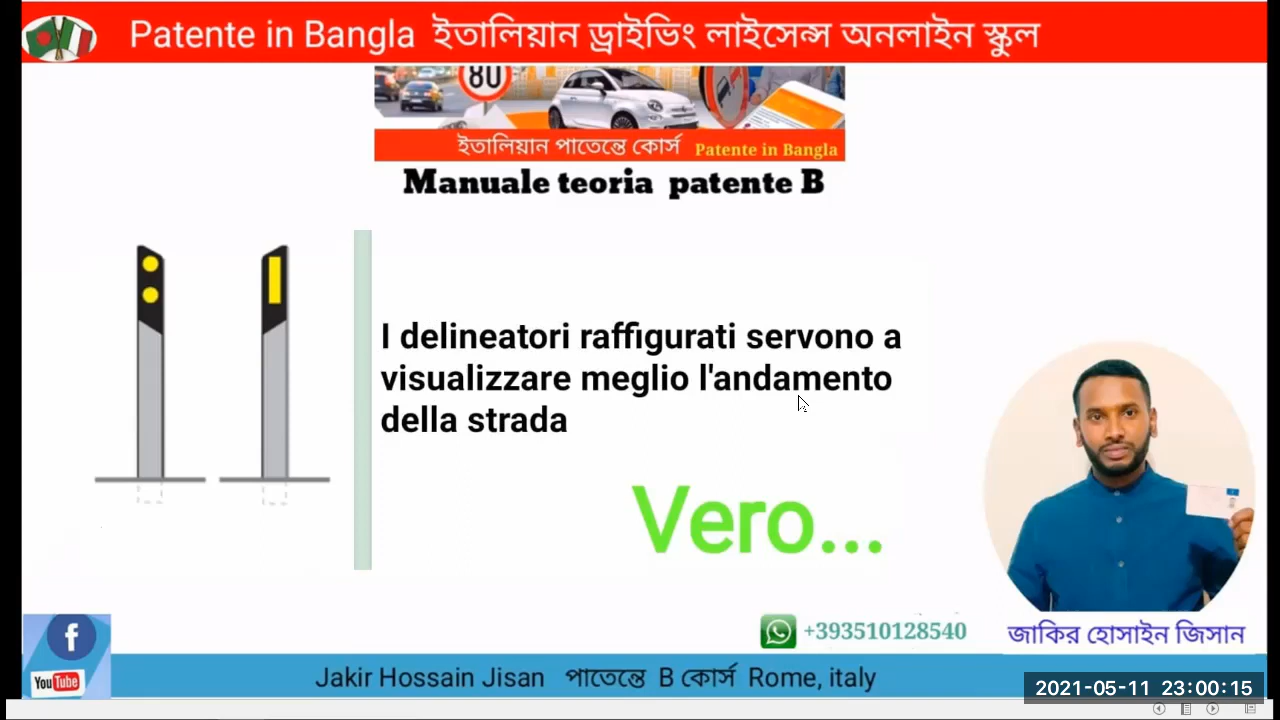 Patente in Bangla ইতালিয়ান ড্রাইভিং লাইসেন্স অনলাইন স্কুল
80
ইতালিয়ান পাতেন্তে কোর্স Patente in Bangla
Manuale teoria patente B
I delineatori raffigurati servono a
visualizzare meglio l'andamento
della strada
Vero...
+393510128540
জাকির হোসাইন জিসান
f
You Tube
Jakir Hossain Jisan পাতেন্তে B কোর্স Rome, italy
2021-05-11 23:00:15